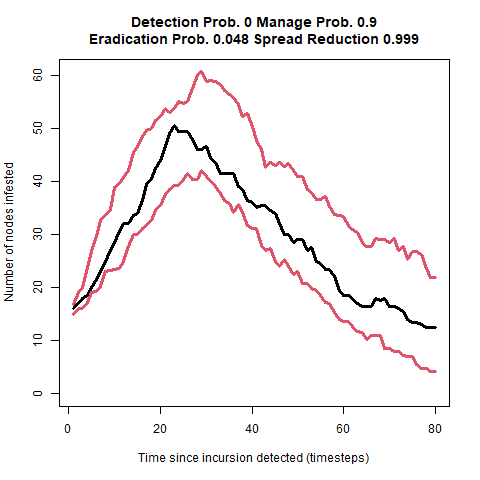 Detection Prob. 0 Manage Prob. 0.9
Eradication Prob. 0.048 Spread Reduction 0.999
Number of nodes infested
60
50
40
30
20
10
0
0 20 40 60 80
Time since incursion detected (timesteps)